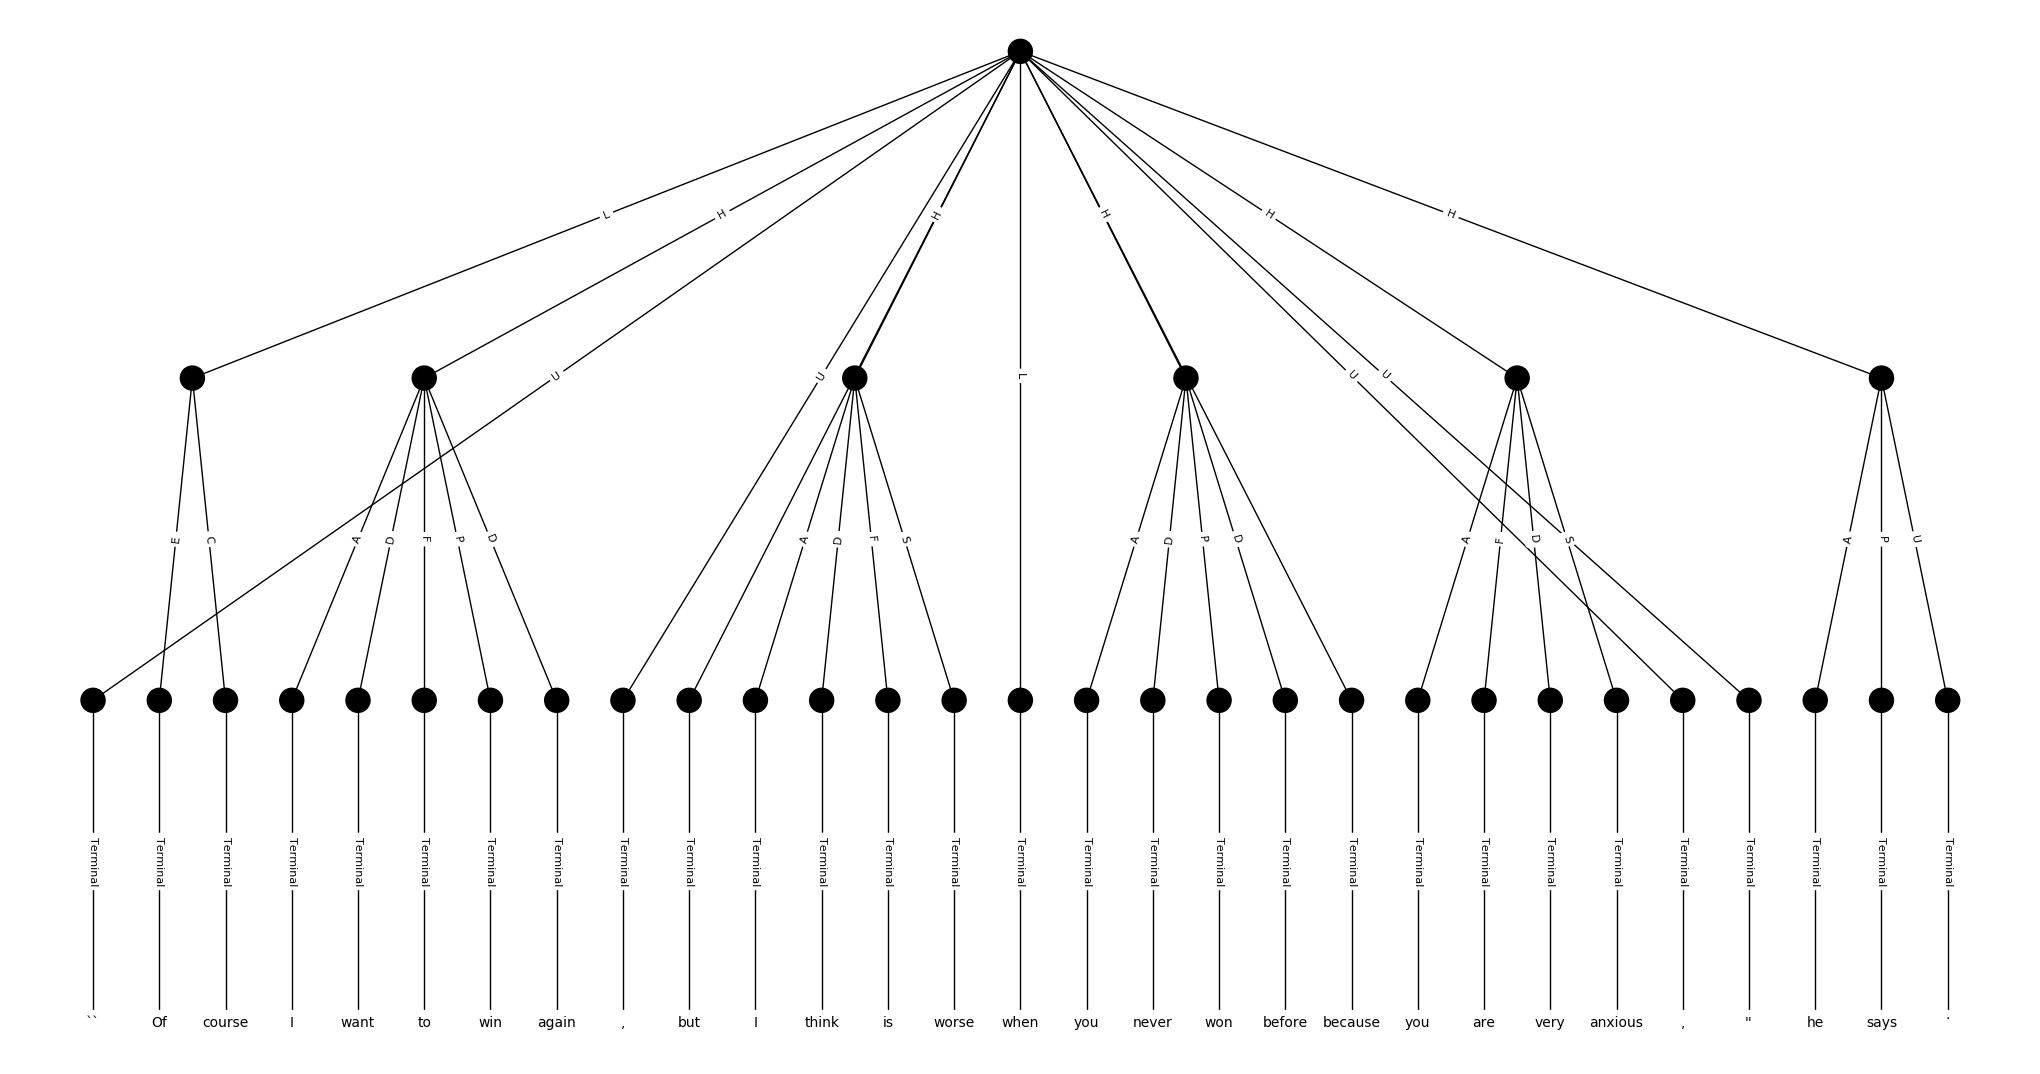 L H H H H H
U U L U U
E C A D F P D A D F S A D P D A F D S A P U
Terminal Terminal Terminal Terminal Terminal Terminal Terminal Terminal Terminal Terminal Terminal Terminal Terminal Terminal Terminal Terminal Terminal Terminal Terminal Terminal Terminal Terminal Terminal Terminal Terminal Terminal Terminal Terminal Terminal
`` Of course I want to win again , but I think is worse when you never won before because you are very anxious , " he says .